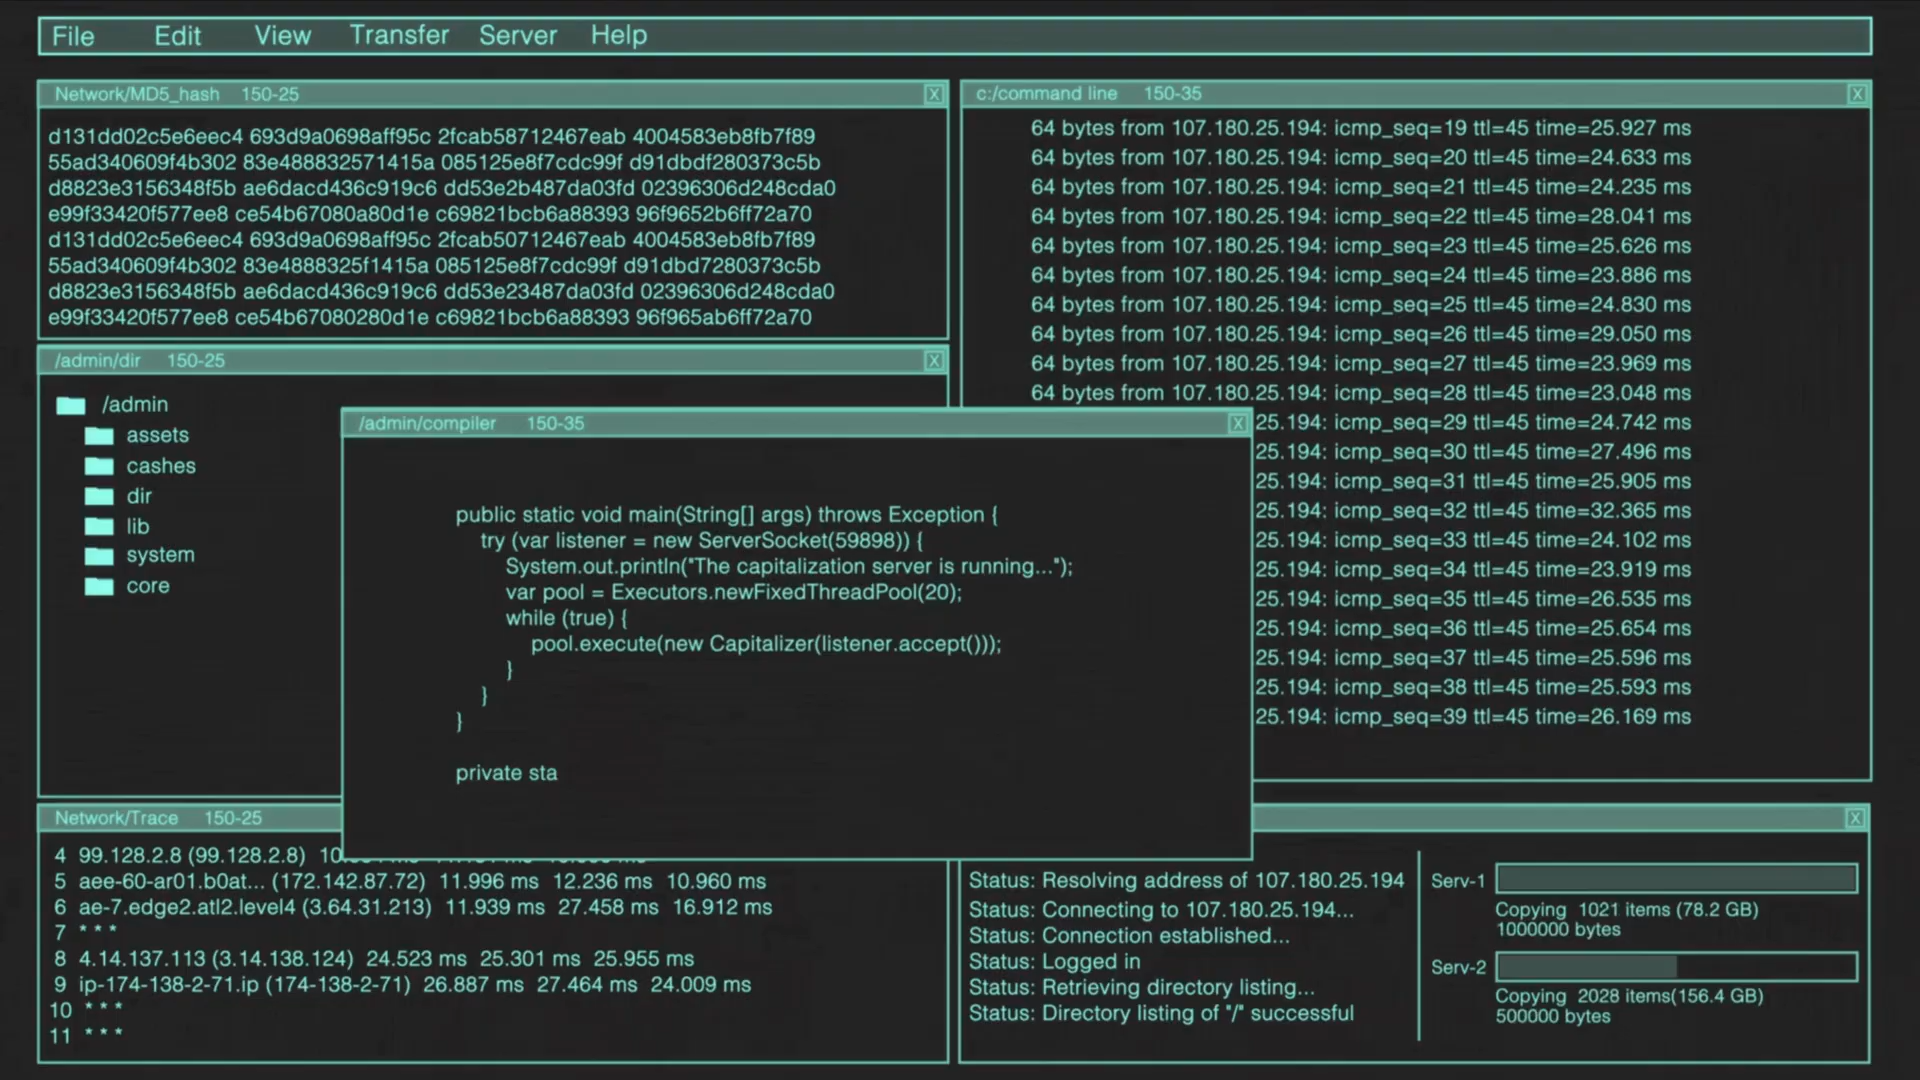 File Edit View Transfer Server Help
Network/MD5_hash 150-25
d131dd02c5e6eec4 693d9a0698aff95c 2fcab58712467eab 4004583eb8fb7f89
55ad340609f4b302 83e488832571415a 085125e8f7cdc99f d91dbdf280373c5b
d8823e3156348f5b ae6dacd436c919c6 dd53e2b487da03fd 02396306d248cda0
e99f33420f577ee8 ce54b67080a80d1e c69821bcb6a88393 96f9652b6ff72a70
d131dd02c5e6eec4 693d9a0698aff95c 2fcab50712467eab 4004583eb8fb7f89
55ad340609f4b302 83e4888325f1415a 085125e8f7cdc99f d91dbd7280373c5b
d8823e3156348f5b ae6dacd436c919c6 dd53e23487da03fd 02396306d248cda0
e99f33420f577ee8 ce54b67080280d1e c69821bcb6a88393 96f965ab6ff72a70
c:/command line 150-35
64 bytes from 107.180.25.194: icmp_seq=19 ttl=45 time=25.927 ms
64 bytes from 107.180.25.194: icmp_seq=20 ttl=45 time=24.633 ms
64 bytes from 107.180.25.194: icmp_seq=21 ttl=45 time=24.235 ms
64 bytes from 107.180.25.194: icmp_seq=22 ttl=45 time=28.041 ms
64 bytes from 107.180.25.194: icmp_seq=23 ttl=45 time=25.626 ms
64 bytes from 107.180.25.194: icmp_seq=24 ttl=45 time=23.886 ms
64 bytes from 107.180.25.194: icmp_seq=25 ttl=45 time=24.830 ms
64 bytes from 107.180.25.194: icmp_seq=26 ttl=45 time=29.050 ms
64 bytes from 107.180.25.194: icmp_seq=27 ttl=45 time=23.969 ms
64 bytes from 107.180.25.194: icmp_seq=28 ttl=45 time=23.048 ms
25.194: icmp_seq=29 ttl=45 time=24.742 ms
25.194: icmp_seq=30 ttl=45 time=27.496 ms
25.194: icmp_seq=31 ttl=45 time=25.905 ms
25.194: icmp_seq=32 ttl=45 time=32.365 ms
25.194: icmp_seq=33 ttl=45 time=24.102 ms
25.194: icmp_seq=34 ttl=45 time=23.919 ms
25.194: icmp_seq=35 ttl=45 time=26.535 ms
25.194: icmp_seq=36 ttl=45 time=25.654 ms
25.194: icmp_seq=37 ttl=45 time=25.596 ms
25.194: icmp_seq=38 ttl=45 time=25.593 ms
25.194: icmp_seq=39 ttl=45 time=26.169 ms
/admin/dir 150-25
/admin
assets
cashes
dir
lib
system
core
/admin/compiler 150-35
public static void main(String[] args) throws Exception {
try (var listener = new ServerSocket(59898)) {
System.out.println("The capitalization server is running...");
var pool = Executors.newFixedThreadPool(20);
while (true) {
pool.execute(new Capitalizer(listener.accept()));
}
}
}
private sta
Network/Trace 150-25
4 99.128.2.8 (99.128.2.8)
5 aee-60-ar01.b0at... (172.142.87.72) 11.996 ms 12.236 ms 10.960 ms
6 ae-7.edge2.atl2.level4 (3.64.31.213) 11.939 ms 27.458 ms 16.912 ms
7 * * *
8 4.14.137.113 (3.14.138.124) 24.523 ms 25.301 ms 25.955 ms
9 ip-174-138-2-71.ip (174-138-2-71) 26.887 ms 27.464 ms 24.009 ms
10 * * *
11 * * *
Status: Resolving address of 107.180.25.194
Status: Connecting to 107.180.25.194...
Status: Connection established...
Status: Logged in
Status: Retrieving directory listing...
Status: Directory listing of "/" successful
Serv-1
Copying 1021 items (78.2 GB)
1000000 bytes
Serv-2
Copying 2028 items(156.4 GB)
500000 bytes